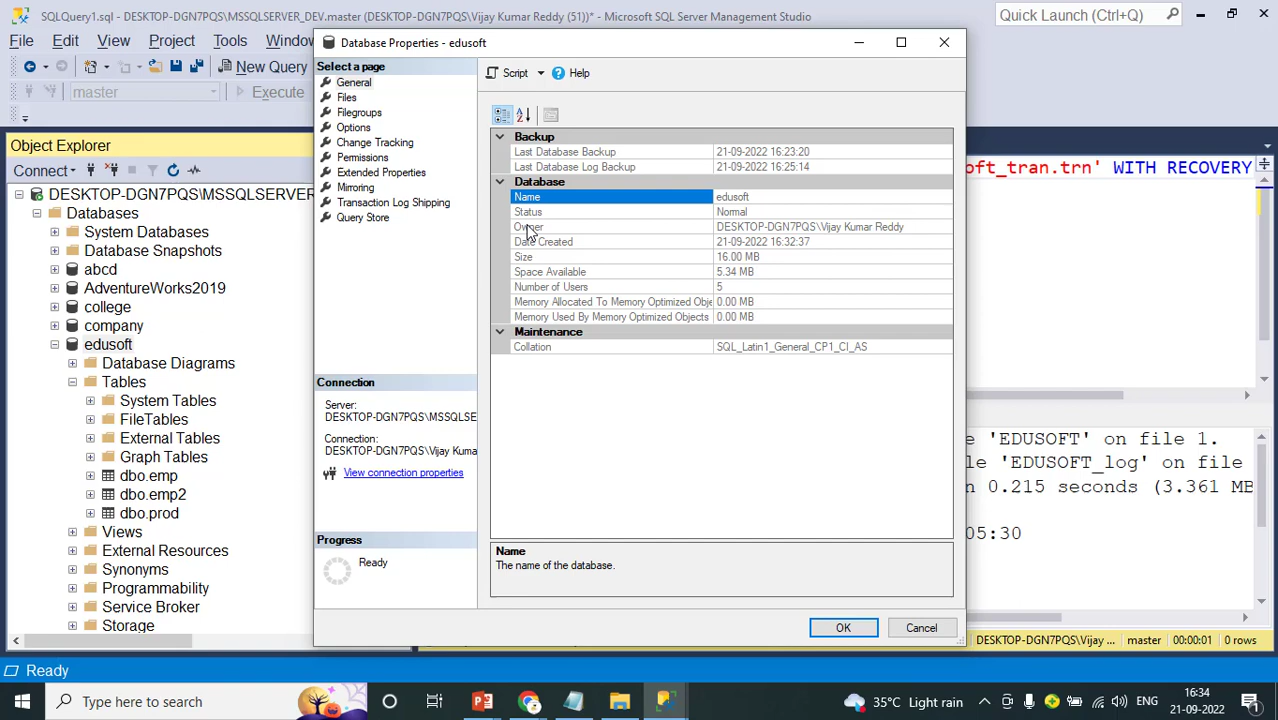 SQLQuery1.sql - DESKTOP-DGN7PQS\MSSQLSERVER_DEV.master (DESKTOP-DGN7PQS\Vijay Kumar Reddy (51))* - Microsoft SQL Server Management Studio
Quick Launch (Ctrl+Q)
File Edit View Project Tools Window
New Query
master
Execute
Object Explorer
Connect
DESKTOP-DGN7PQS\MSSQLSERVER
Databases
System Databases
Database Snapshots
abcd
AdventureWorks2019
college
company
edusoft
Database Diagrams
Tables
System Tables
FileTables
External Tables
Graph Tables
dbo.emp
dbo.emp2
dbo.prod
Views
External Resources
Synonyms
Programmability
Service Broker
Storage
Database Properties - edusoft
Select a page
General
Files
Filegroups
Options
Change Tracking
Permissions
Extended Properties
Mirroring
Transaction Log Shipping
Query Store
Connection
Server:
DESKTOP-DGN7PQS\MSSQLSE
Connection:
DESKTOP-DGN7PQS\Vijay Kuma
View connection properties
Progress
Ready
Script Help
Backup
Last Database Backup 21-09-2022 16:23:20
Last Database Log Backup 21-09-2022 16:25:14
Database
Name edusoft
Status Normal
Owner DESKTOP-DGN7PQS\Vijay Kumar Reddy
Date Created 21-09-2022 16:32:37
Size 16.00 MB
Space Available 5.34 MB
Number of Users 5
Memory Allocated To Memory Optimized Obje 0.00 MB
Memory Used By Memory Optimized Objects 0.00 MB
Maintenance
Collation SQL_Latin1_General_CP1_CI_AS
Name
The name of the database.
OK Cancel
soft_tran.trn' WITH RECOVERY
e 'EDUSOFT' on file 1.
le 'EDUSOFT_log' on file
n 0.215 seconds (3.361 MB
05:30
DESKTOP-DGN7PQS\Vijay ... master 00:00:01 0 rows
Ready
Type here to search
35°C Light rain
ENG
16:34
21-09-2022
1